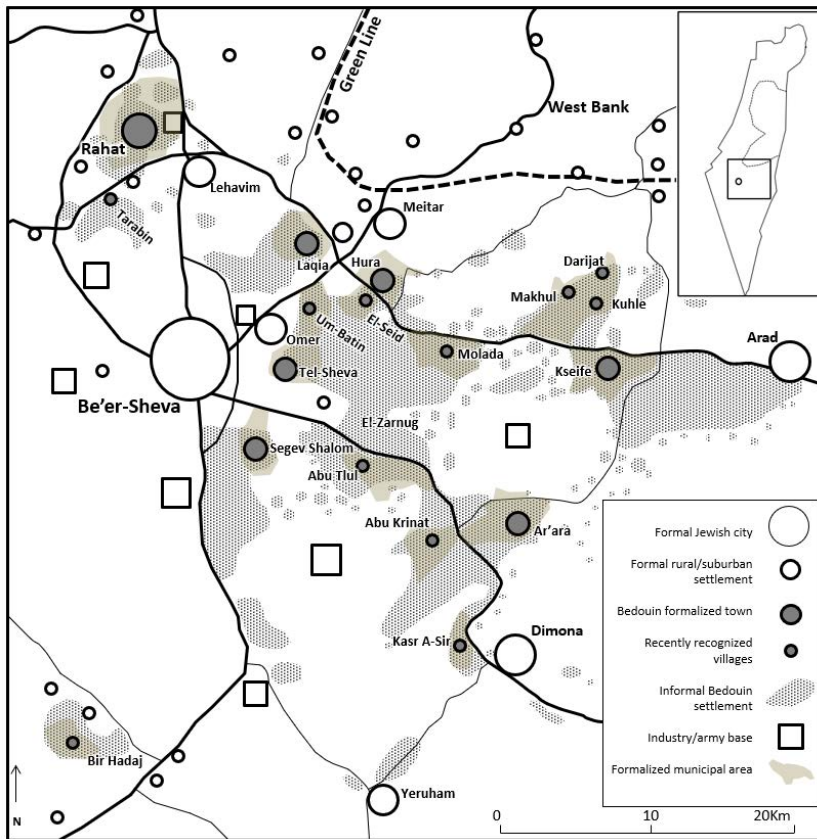 Green Line
West Bank
Rahat
Lehavim
Tarabin
Meitar
Laqia
Hura
Darijat
Makhul
Kuhle
Um-Batin
El-Seid
Omer
Molada
Arad
Tel-Sheva
Kseife
Be'er-Sheva
El-Zarnug
Segev Shalom
Abu Tlul
Abu Krinat
Ar'ara
Kasr A-Sir
Dimona
Bir Hadaj
Yeruham
N
Formal Jewish city
Formal rural/suburban
settlement
Bedouin formalized town
Recently recognized
villages
Informal Bedouin
settlement
Industry/army base
Formalized municipal area
0 10 20Km